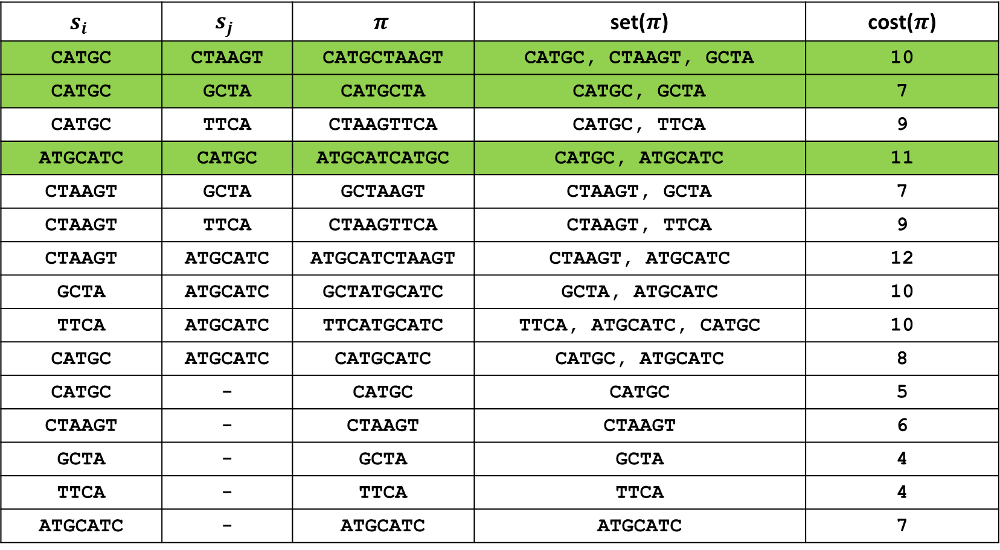 s_i s_j π set(π) cost(π)
CATGC CTAAGT CATGCTAAGT CATGC, CTAAGT, GCTA 10
CATGC GCTA CATGCTA CATGC, GCTA 7
CATGC TTCA CTAAGTTCA CATGC, TTCA 9
ATGCATC CATGC ATGCATCATGC CATGC, ATGCATC 11
CTAAGT GCTA GCTAAGT CTAAGT, GCTA 7
CTAAGT TTCA CTAAGTTCA CTAAGT, TTCA 9
CTAAGT ATGCATC ATGCATCTAAGT CTAAGT, ATGCATC 12
GCTA ATGCATC GCTATGCATC GCTA, ATGCATC 10
TTCA ATGCATC TTCATGCATC TTCA, ATGCATC, CATGC 10
CATGC ATGCATC CATGCATC CATGC, ATGCATC 8
CATGC – CATGC CATGC 5
CTAAGT – CTAAGT CTAAGT 6
GCTA – GCTA GCTA 4
TTCA – TTCA TTCA 4
ATGCATC – ATGCATC ATGCATC 7